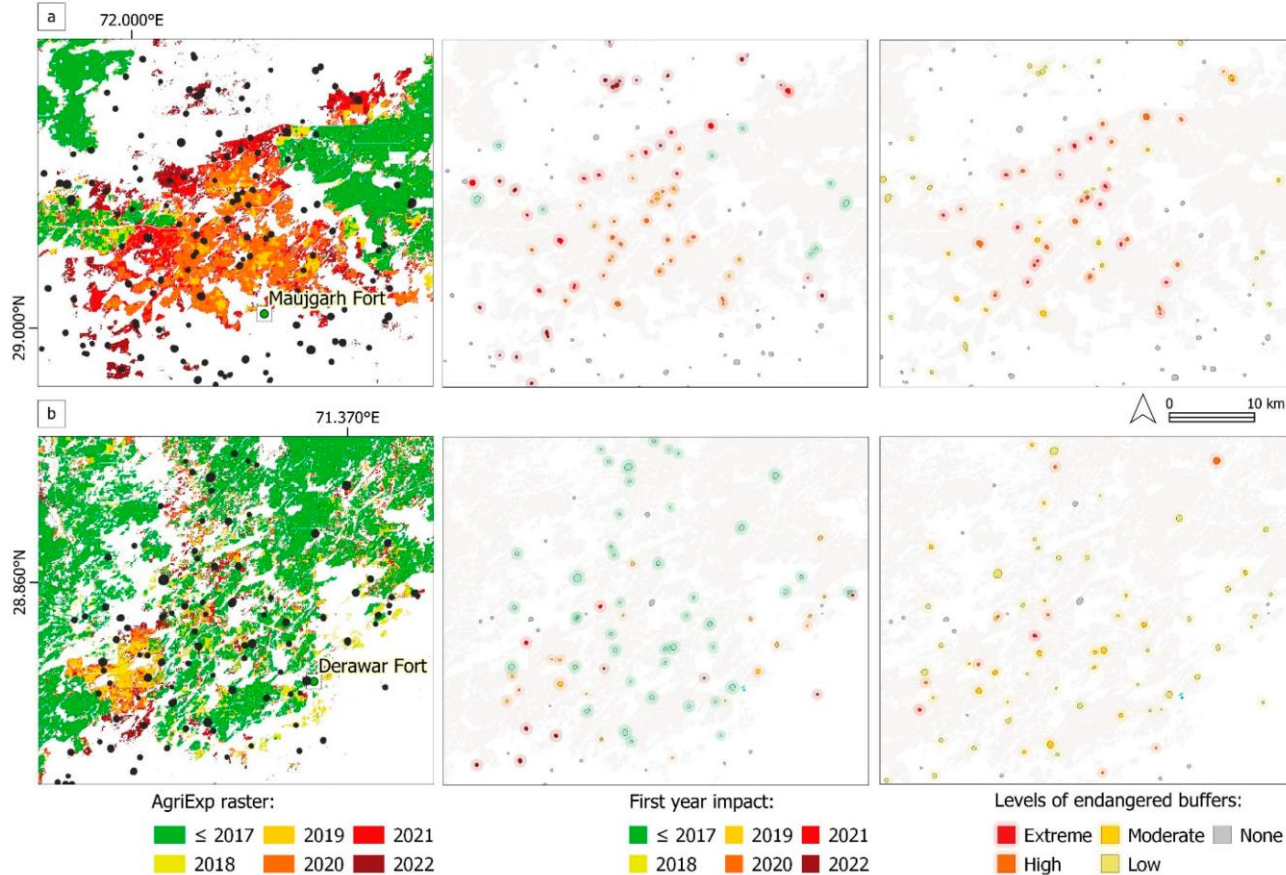 a
72.000°E
29.000°N
Maujgarh Fort
b
71.370°E
0 10 km
28.860°N
Derawar Fort
AgriExp raster:
≤ 2017 2019 2021
2018 2020 2022
First year impact:
≤ 2017 2019 2021
2018 2020 2022
Levels of endangered buffers:
Extreme Moderate None
High Low